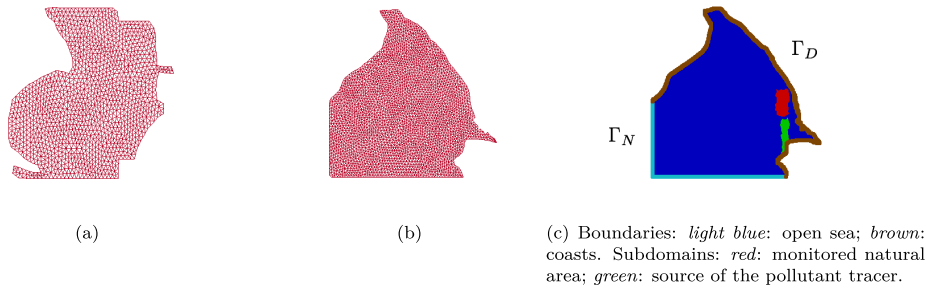 Γ_D
Γ_N
(a)
(b)
(c) Boundaries: light blue: open sea; brown:
coasts. Subdomains: red: monitored natural
area; green: source of the pollutant tracer.